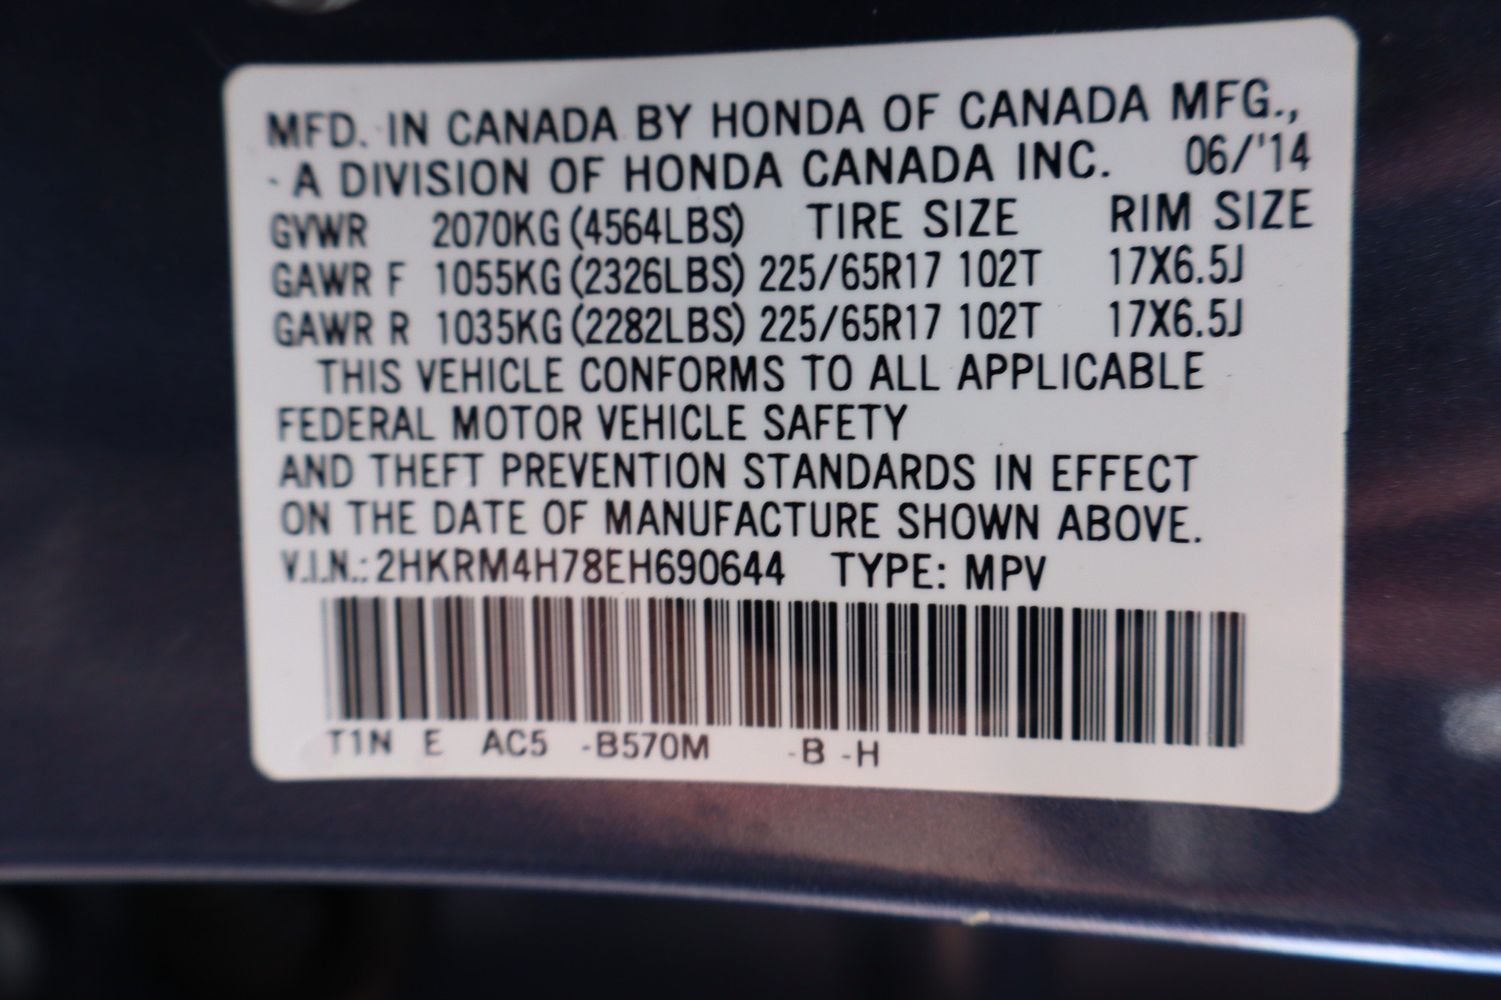 MFD. IN CANADA BY HONDA OF CANADA MFG.,
A DIVISION OF HONDA CANADA INC. 06/'14
GVWR 2070KG (4564LBS) TIRE SIZE RIM SIZE
GAWR F 1055KG (2326LBS) 225/65R17 102T 17X6.5J
GAWR R 1035KG (2282LBS) 225/65R17 102T 17X6.5J
THIS VEHICLE CONFORMS TO ALL APPLICABLE
FEDERAL MOTOR VEHICLE SAFETY
AND THEFT PREVENTION STANDARDS IN EFFECT
ON THE DATE OF MANUFACTURE SHOWN ABOVE.
V.I.N.: 2HKRM4H78EH690644 TYPE: MPV
T1N E AC5 -B570M -B -H